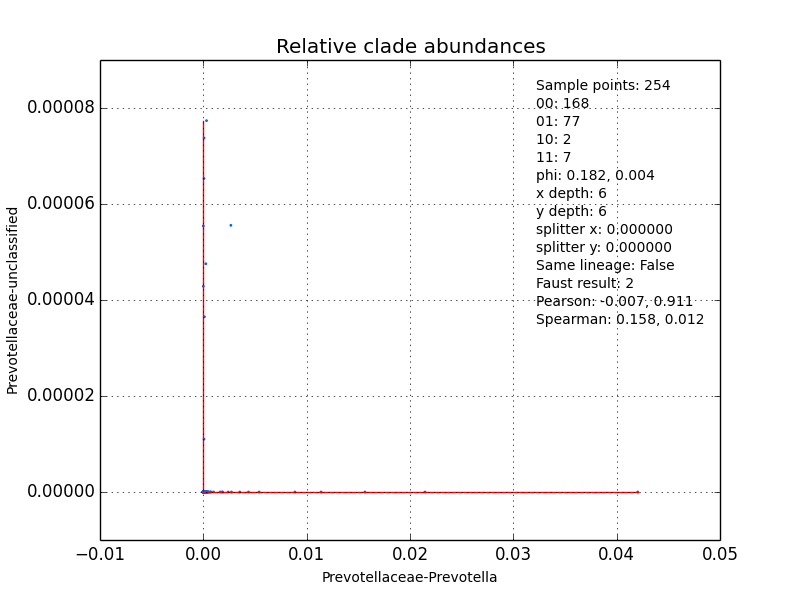 Relative clade abundances
Sample points: 254
00: 168
01: 77
10: 2
11: 7
phi: 0.182, 0.004
x depth: 6
y depth: 6
splitter x: 0.000000
splitter y: 0.000000
Same lineage: False
Faust result: 2
Pearson: -0.007, 0.911
Spearman: 0.158, 0.012
Prevotellaceae-unclassified
0.00008
0.00006
0.00004
0.00002
0.00000
−0.01 0.00 0.01 0.02 0.03 0.04 0.05
Prevotellaceae-Prevotella